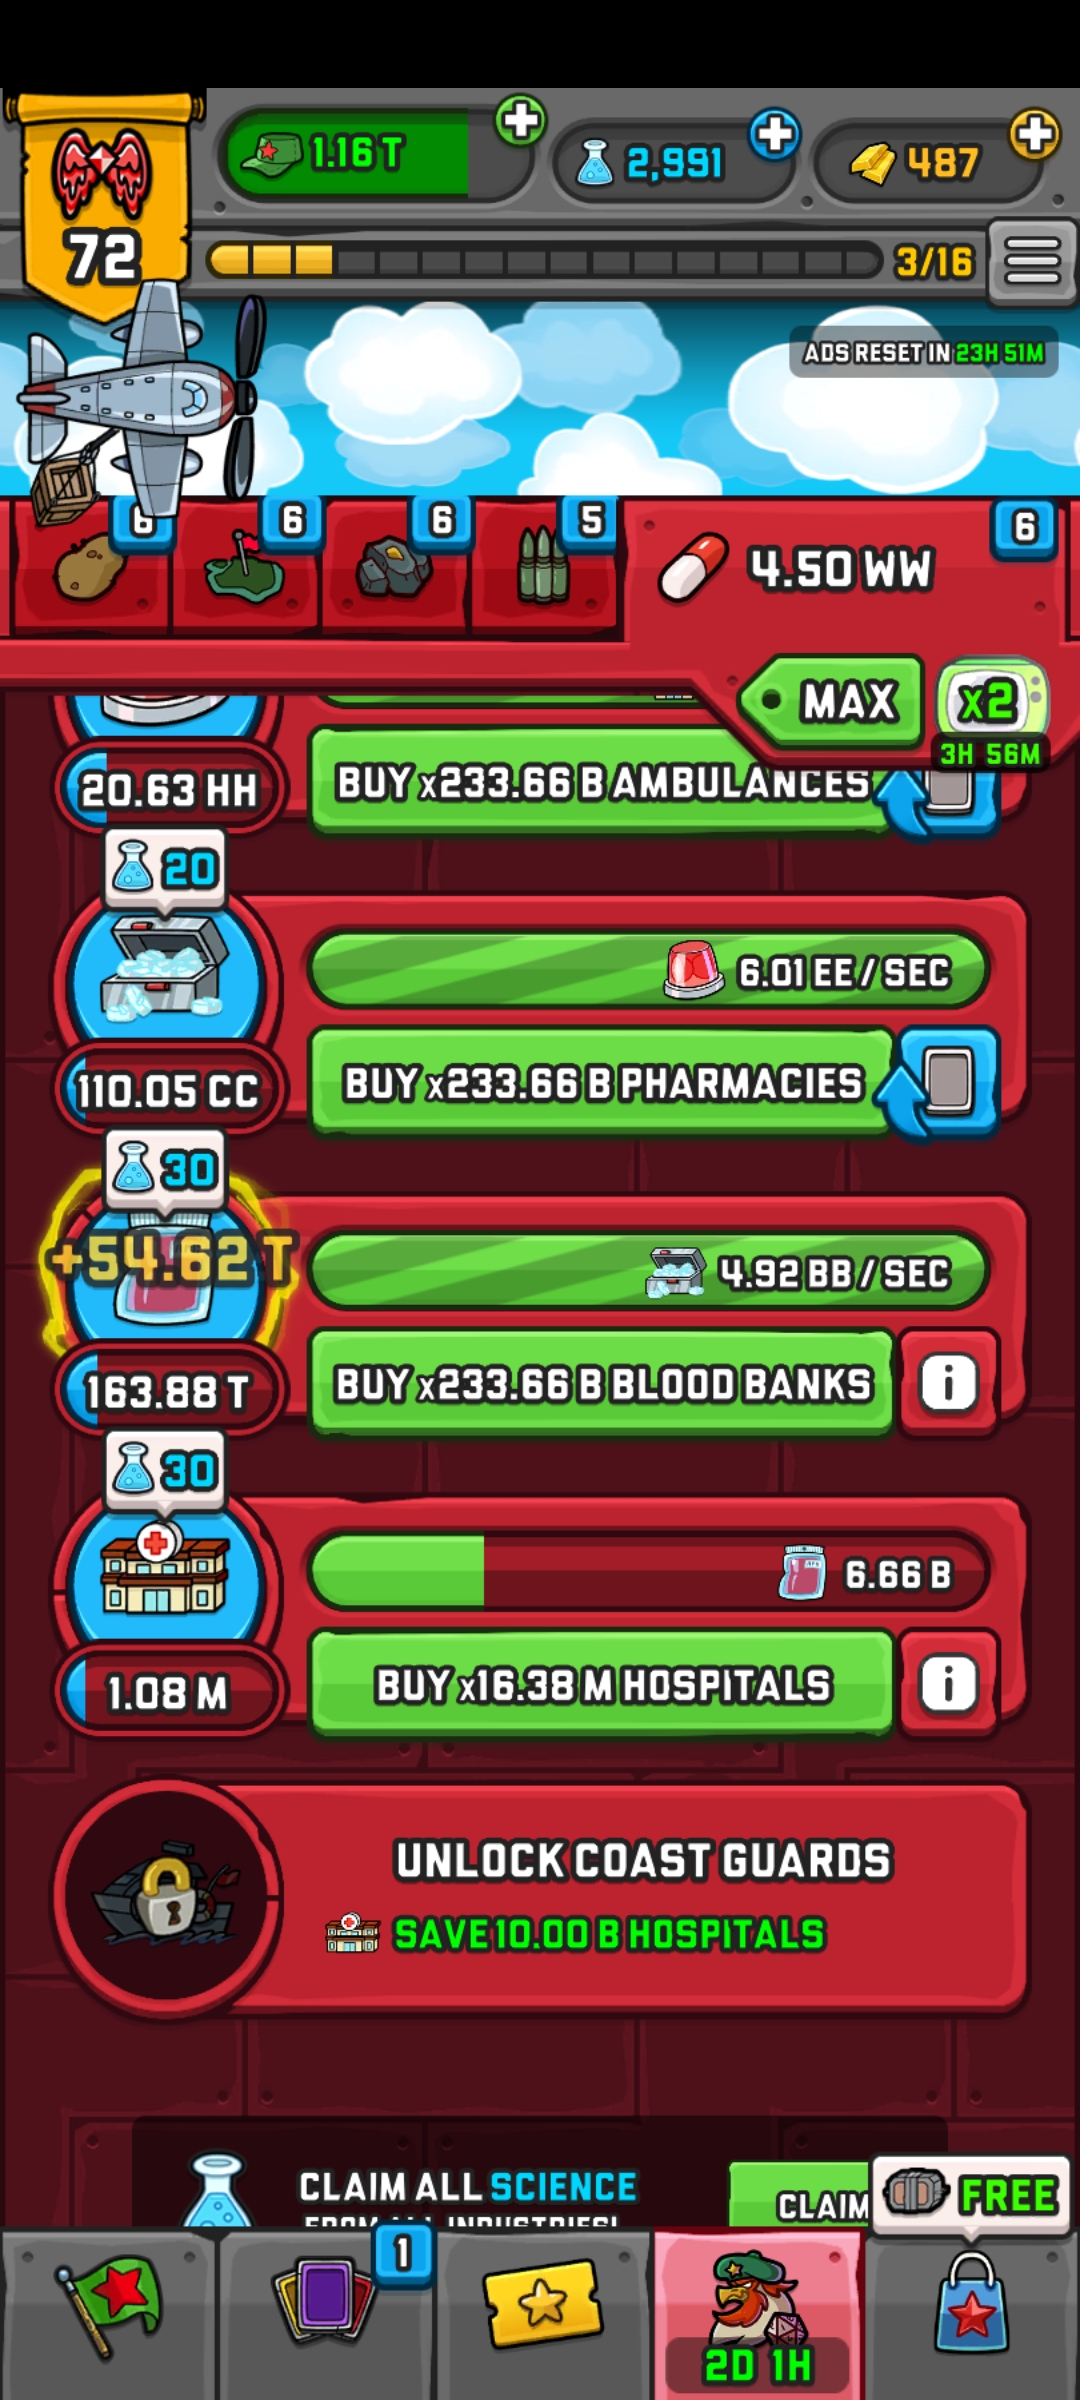 1.16 T
2,991
487
72
3/16
ADS RESET IN 23H 51M
6
6
6
5
6
4.50 WW
MAX
x2
3H 56M
20.63 HH
BUY x233.66 B AMBULANCES
20
6.01 EE / SEC
110.05 CC
BUY x233.66 B PHARMACIES
30
+54.62 T
4.92 BB / SEC
163.88 T
BUY x233.66 B BLOOD BANKS
30
6.66 B
1.08 M
BUY x16.38 M HOSPITALS
UNLOCK COAST GUARDS
SAVE 10.00 B HOSPITALS
CLAIM ALL SCIENCE
FROM ALL INDUSTRIES!
CLAIM
FREE
1
2D 1H